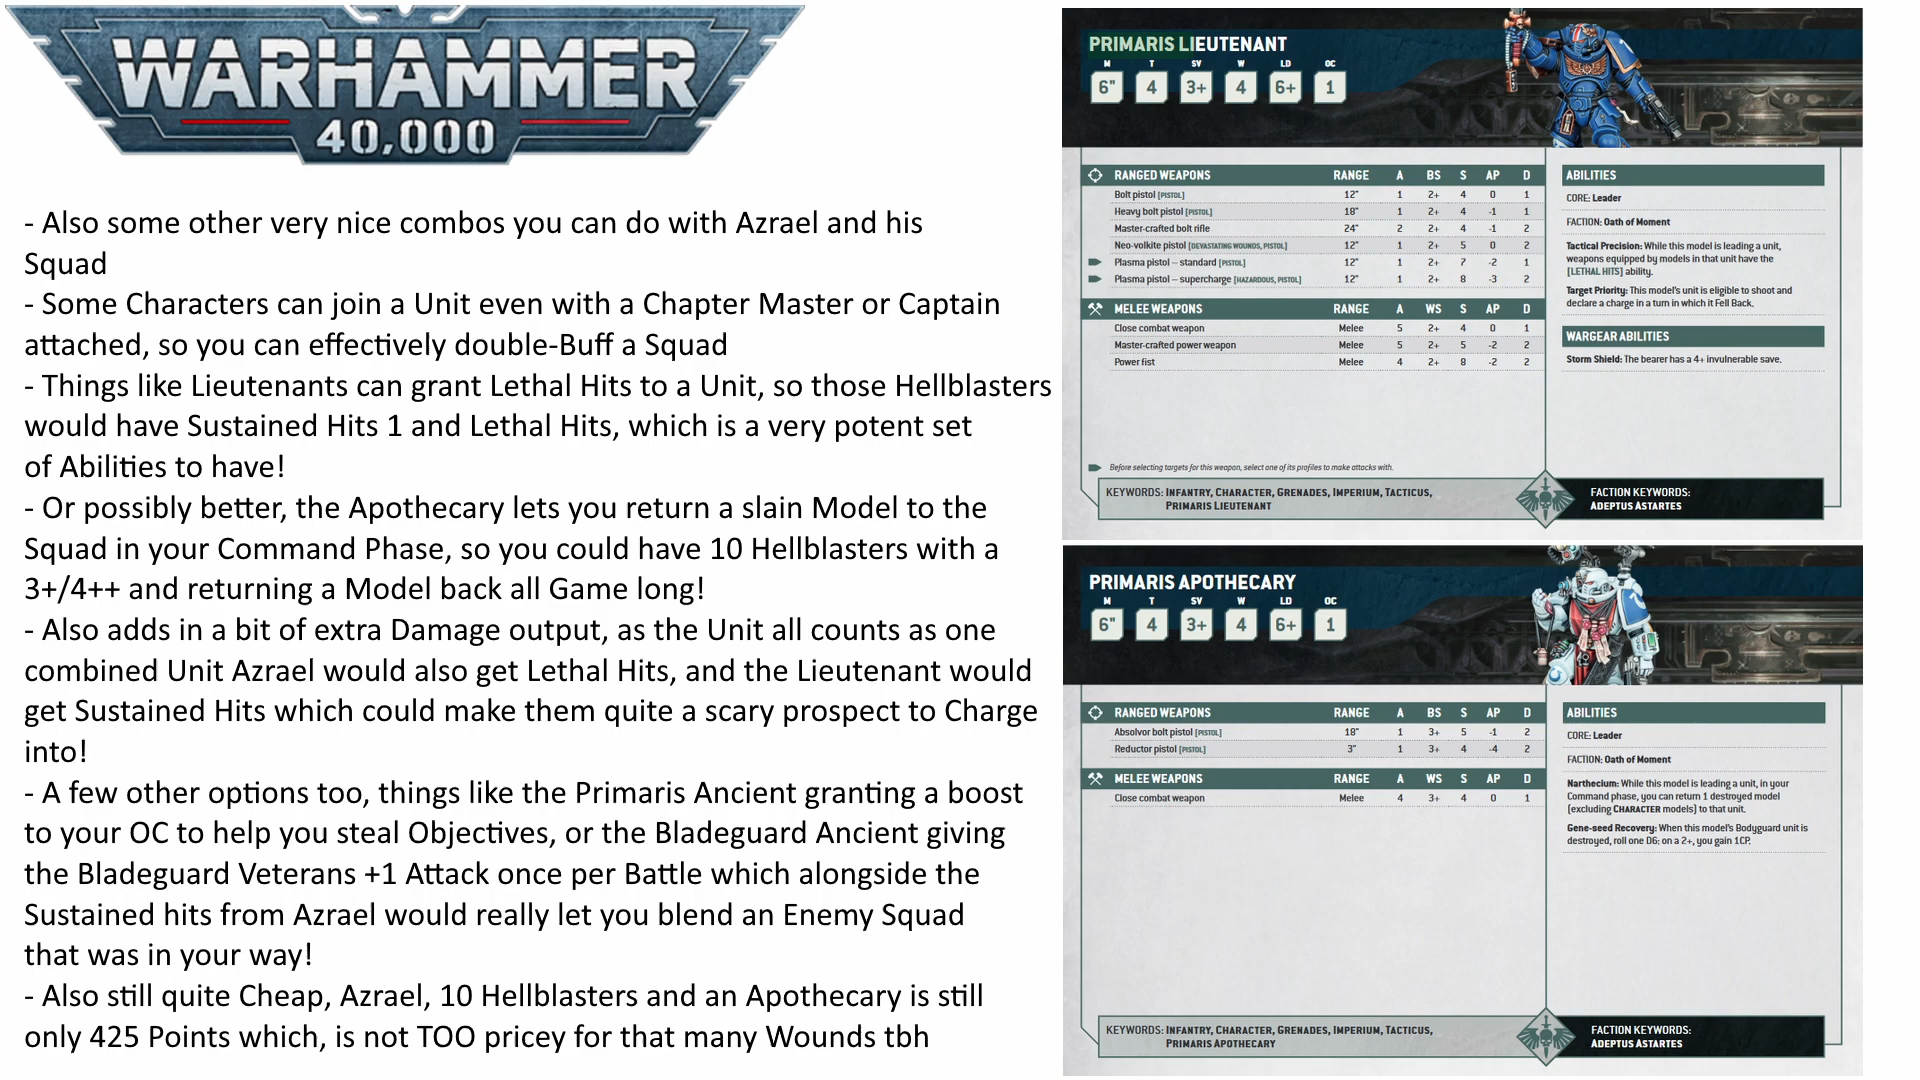 WARHAMMER
40,000
- Also some other very nice combos you can do with Azrael and his
Squad
- Some Characters can join a Unit even with a Chapter Master or Captain
attached, so you can effectively double-Buff a Squad
- Things like Lieutenants can grant Lethal Hits to a Unit, so those Hellblasters
would have Sustained Hits 1 and Lethal Hits, which is a very potent set
of Abilities to have!
- Or possibly better, the Apothecary lets you return a slain Model to the
Squad in your Command Phase, so you could have 10 Hellblasters with a
3+/4++ and returning a Model back all Game long!
- Also adds in a bit of extra Damage output, as the Unit all counts as one
combined Unit Azrael would also get Lethal Hits, and the Lieutenant would
get Sustained Hits which could make them quite a scary prospect to Charge
into!
- A few other options too, things like the Primaris Ancient granting a boost
to your OC to help you steal Objectives, or the Bladeguard Ancient giving
the Bladeguard Veterans +1 Attack once per Battle which alongside the
Sustained hits from Azrael would really let you blend an Enemy Squad
that was in your way!
- Also still quite Cheap, Azrael, 10 Hellblasters and an Apothecary is still
only 425 Points which, is not TOO pricey for that many Wounds tbh
PRIMARIS LIEUTENANT
M T SV W LD OC
6" 4 3+ 4 6+ 1
RANGED WEAPONS RANGE A BS S AP D
Bolt pistol [PISTOL] 12" 1 2+ 4 0 1
Heavy bolt pistol [PISTOL] 18" 1 2+ 4 -1 1
Master-crafted bolt rifle 24" 2 2+ 4 -1 2
Neo-volkite pistol [DEVASTATING WOUNDS, PISTOL] 12" 1 2+ 5 0 2
Plasma pistol – standard [PISTOL] 12" 1 2+ 7 -2 1
Plasma pistol – supercharge [HAZARDOUS, PISTOL] 12" 1 2+ 8 -3 2
MELEE WEAPONS RANGE A WS S AP D
Close combat weapon Melee 5 2+ 4 0 1
Master-crafted power weapon Melee 5 2+ 5 -2 2
Power fist Melee 4 2+ 8 -2 2
Before selecting targets for this weapon, select one of its profiles to make attacks with.
ABILITIES
CORE: Leader
FACTION: Oath of Moment
Tactical Precision: While this model is leading a unit,
weapons equipped by models in that unit have the
[LETHAL HITS] ability.
Target Priority: This model's unit is eligible to shoot and
declare a charge in a turn in which it Fell Back.
WARGEAR ABILITIES
Storm Shield: The bearer has a 4+ invulnerable save.
KEYWORDS: INFANTRY, CHARACTER, GRENADES, IMPERIUM, TACTICUS,
PRIMARIS LIEUTENANT
FACTION KEYWORDS:
ADEPTUS ASTARTES
PRIMARIS APOTHECARY
M T SV W LD OC
6" 4 3+ 4 6+ 1
RANGED WEAPONS RANGE A BS S AP D
Absolvor bolt pistol [PISTOL] 18" 1 3+ 5 -1 2
Reductor pistol [PISTOL] 3" 1 3+ 4 -4 2
MELEE WEAPONS RANGE A WS S AP D
Close combat weapon Melee 4 3+ 4 0 1
ABILITIES
CORE: Leader
FACTION: Oath of Moment
Narthecium: While this model is leading a unit, in your
Command phase, you can return 1 destroyed model
(excluding CHARACTER models) to that unit.
Gene-seed Recovery: When this model's Bodyguard unit is
destroyed, roll one D6: on a 2+, you gain 1CP.
KEYWORDS: INFANTRY, CHARACTER, GRENADES, IMPERIUM, TACTICUS,
PRIMARIS APOTHECARY
FACTION KEYWORDS:
ADEPTUS ASTARTES